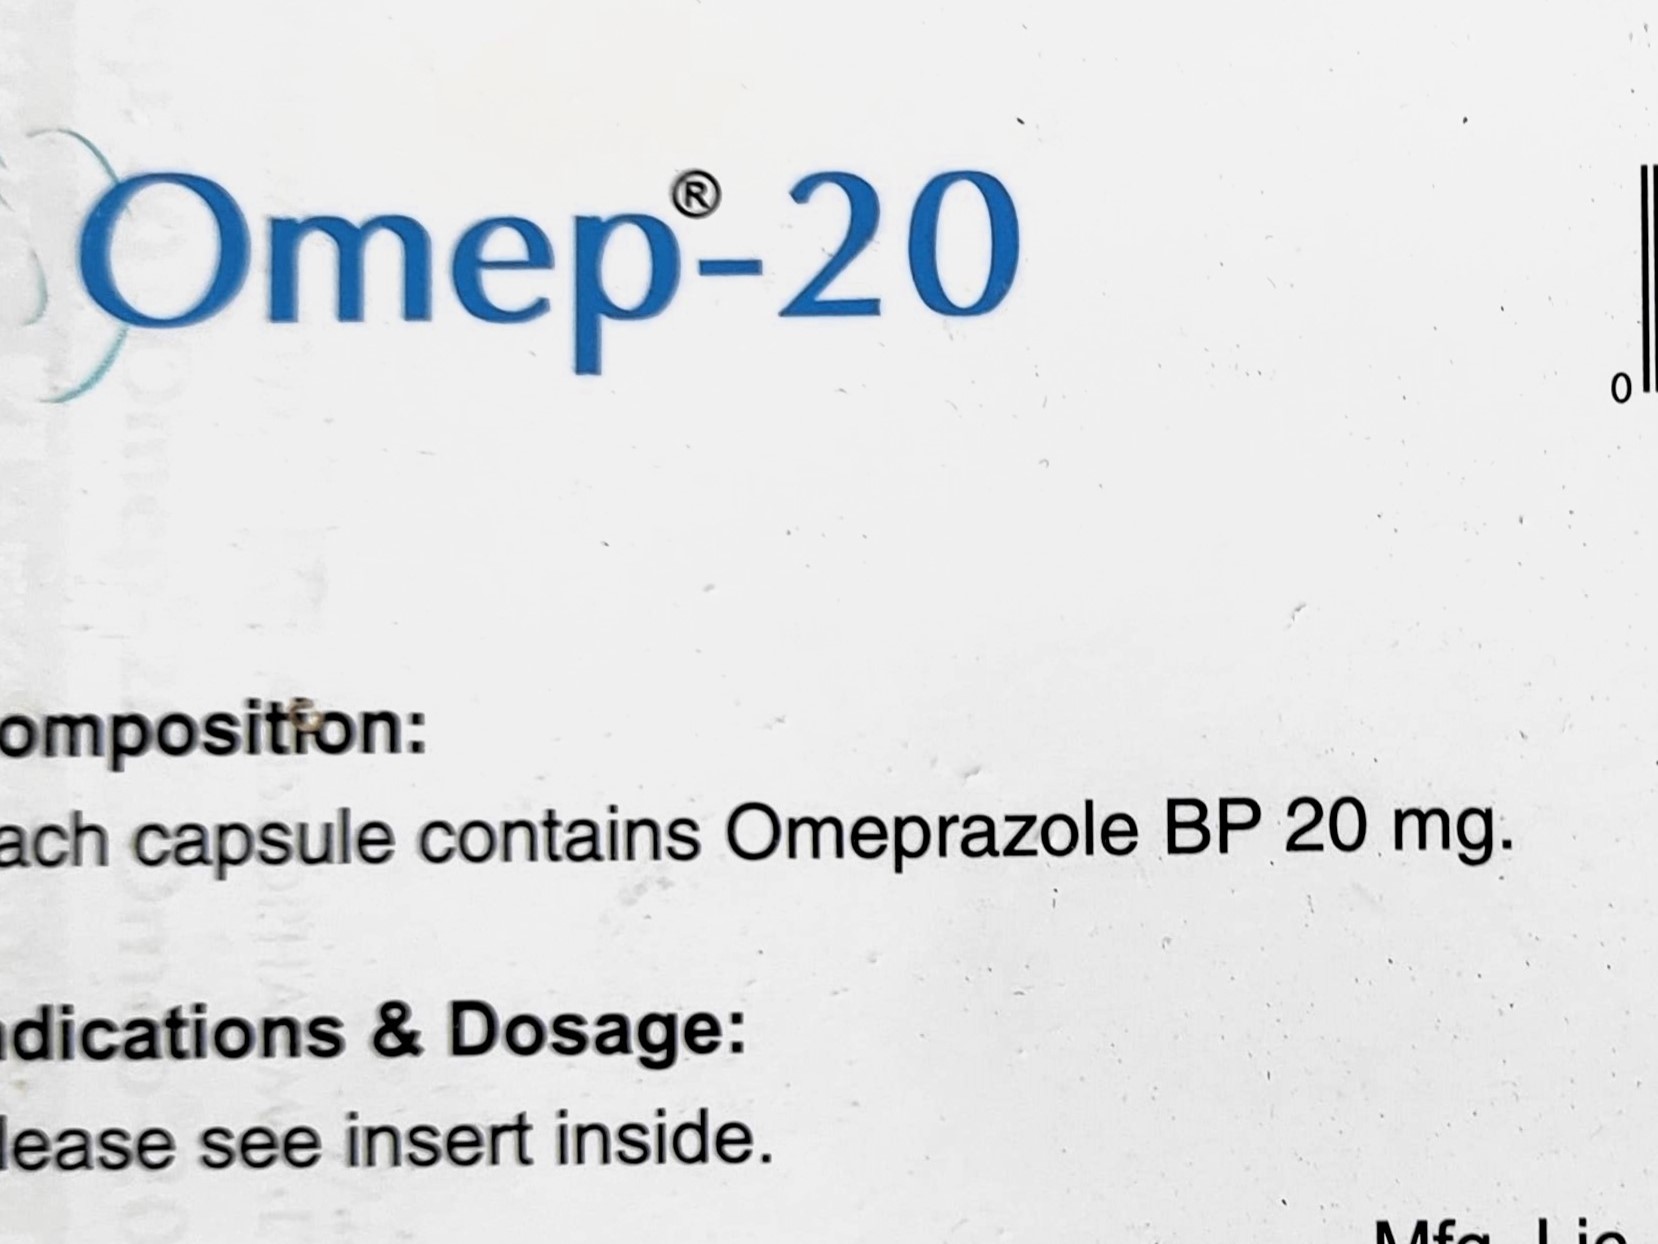 Omep®-20
0
omposition:
ach capsule contains Omeprazole BP 20 mg.
ndications & Dosage:
lease see insert inside.
Mfg. Lic